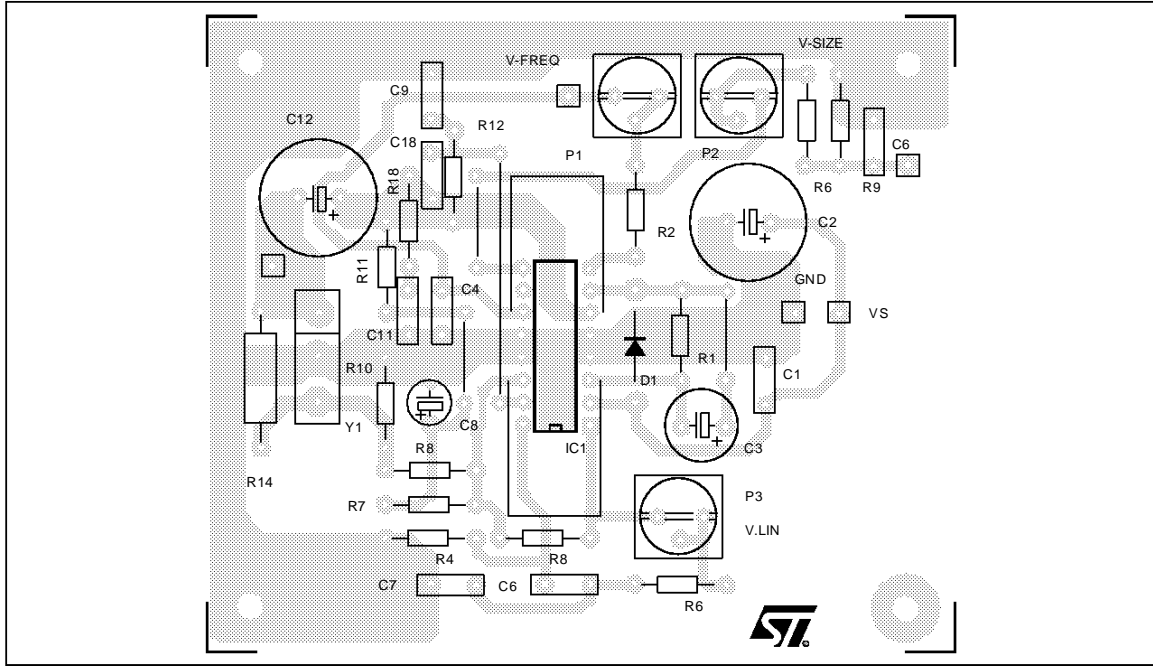 V-SIZE
V-FREQ
C9
C12
R12
C18
P1
P2
C6
R18
R6
R9
R2
C2
R11
C4
GND
VS
C11
R10
R1
C1
D1
Y1
C8
R8
IC1
C3
R14
R7
P3
V.LIN
R4
R8
C7
C6
R6
ST